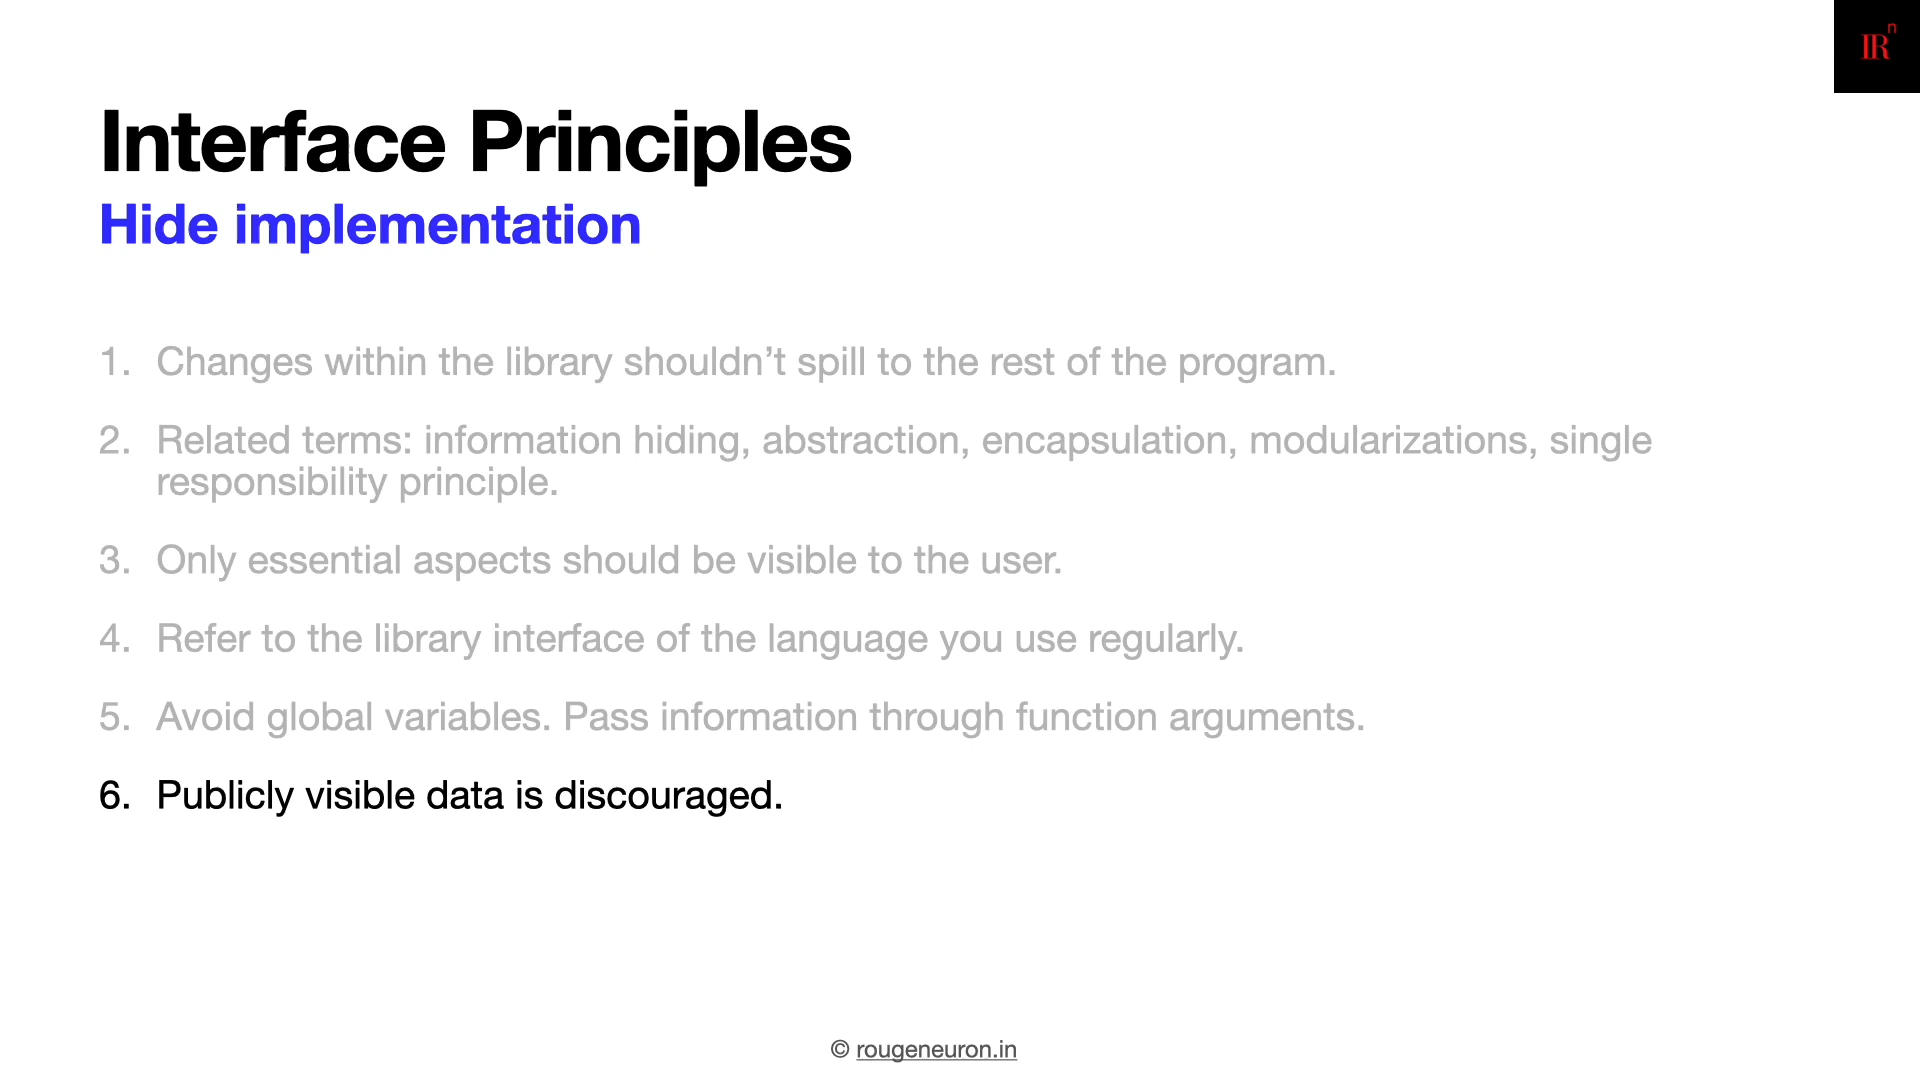 IRⁿ
Interface Principles
Hide implementation
1. Changes within the library shouldn’t spill to the rest of the program.
2. Related terms: information hiding, abstraction, encapsulation, modularizations, single
responsibility principle.
3. Only essential aspects should be visible to the user.
4. Refer to the library interface of the language you use regularly.
5. Avoid global variables. Pass information through function arguments.
6. Publicly visible data is discouraged.
© rougeneuron.in